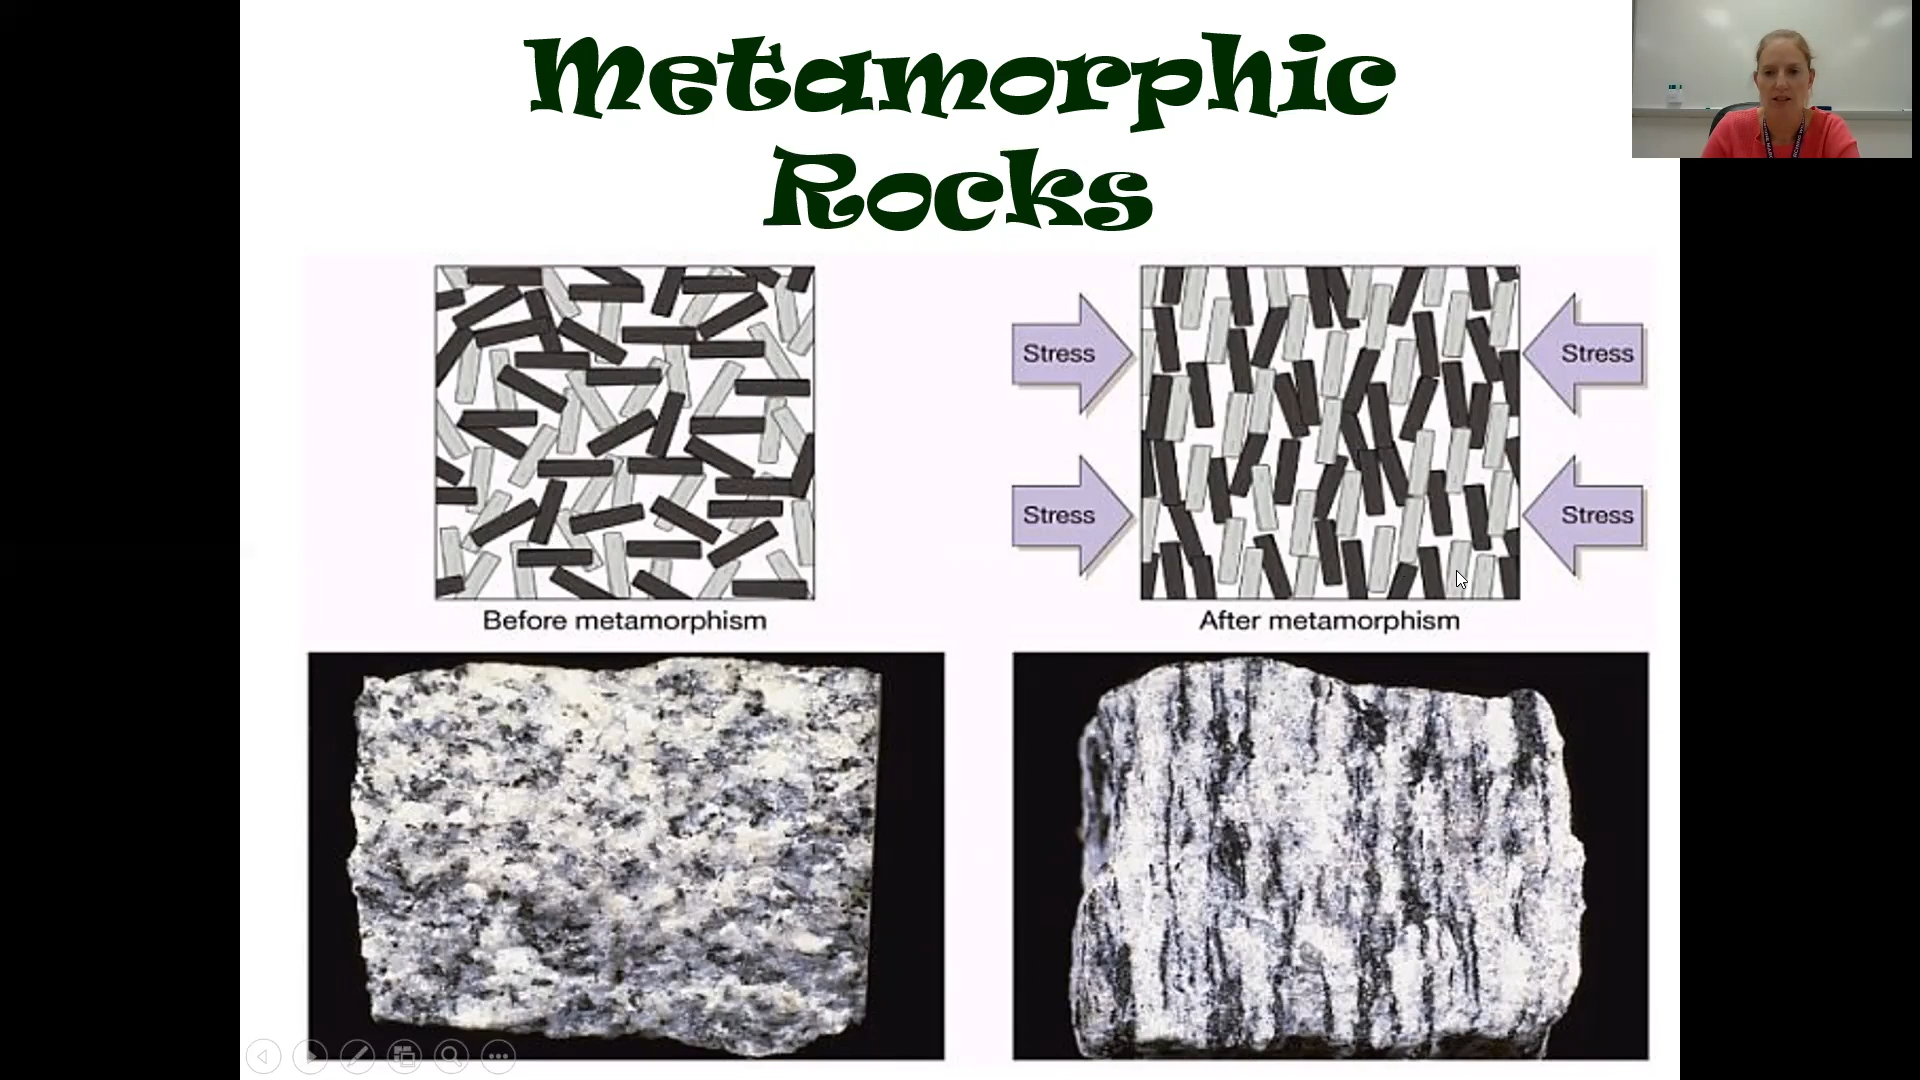 Metamorphic
Rocks
Stress
Stress
Stress
Stress
Before metamorphism
After metamorphism